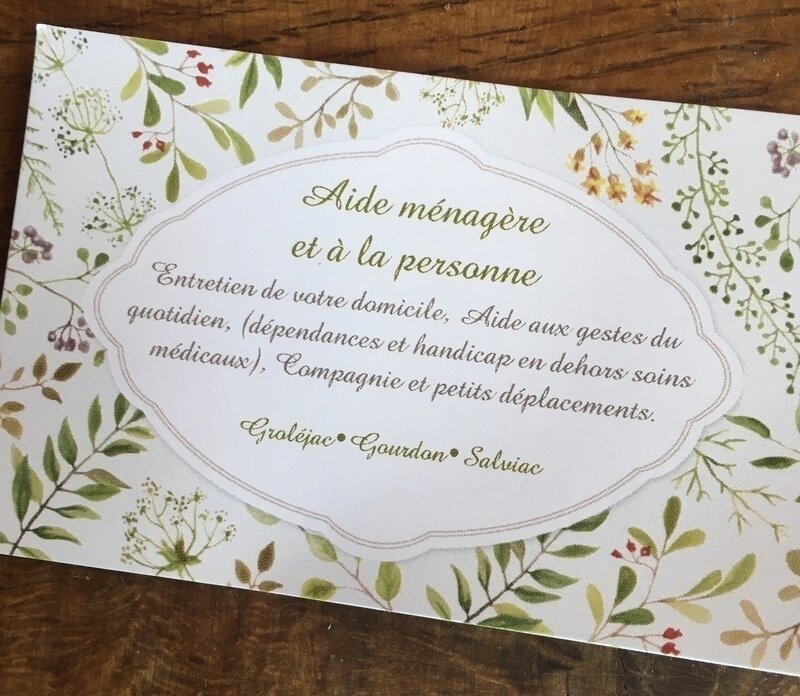 Aide ménagère
et à la personne
Entretien de votre domicile, Aide aux gestes du
quotidien, (dépendances et handicap en dehors soins
médicaux), Compagnie et petits déplacements.
Groléjac• Gourdon• Salviac